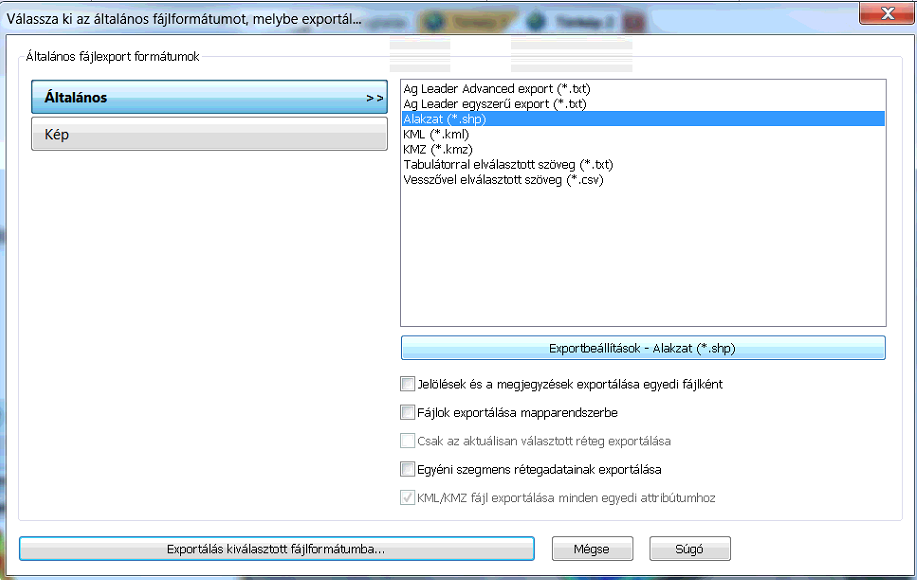 Válassza ki az általános fájlformátumot, melybe exportál...
Általános fájlexport formátumok
Általános >>
Kép
Ag Leader Advanced export (*.txt)
Ag Leader egyszerű export (*.txt)
Alakzat (*.shp)
KML (*.kml)
KMZ (*.kmz)
Tabulátorral elválasztott szöveg (*.txt)
Vesszővel elválasztott szöveg (*.csv)
Exportbeállítások - Alakzat (*.shp)
Jelölések és a megjegyzések exportálása egyedi fájlként
Fájlok exportálása mapparendszerbe
Csak az aktuálisan választott réteg exportálása
Egyéni szegmens rétegadatainak exportálása
KML/KMZ fájl exportálása minden egyedi attribútumhoz
Exportálás kiválasztott fájlformátumba...
Mégse
Súgó